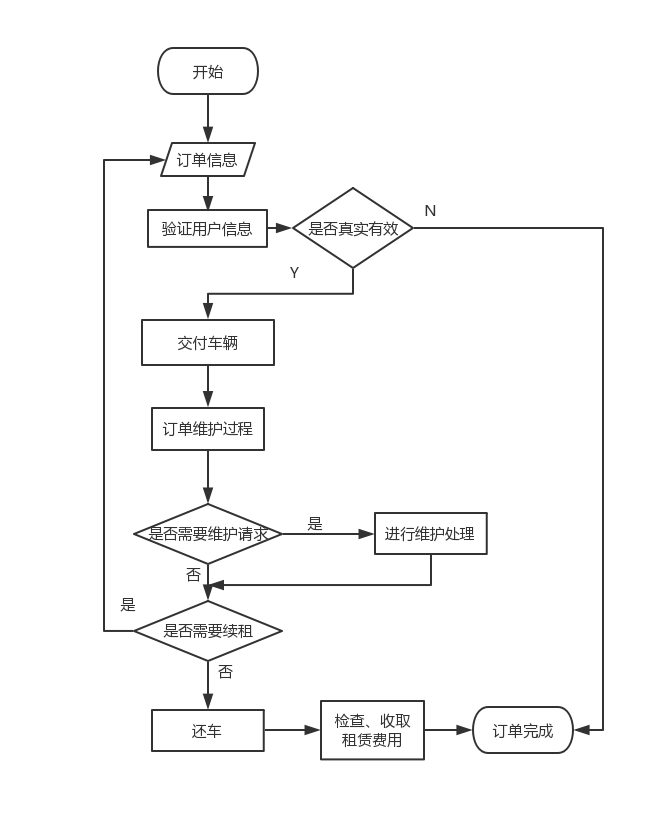 开始
订单信息
验证用户信息
是否真实有效
N
Y
交付车辆
订单维护过程
是否需要维护请求
是
进行维护处理
否
是
是否需要续租
否
还车
检查、收取
租赁费用
订单完成